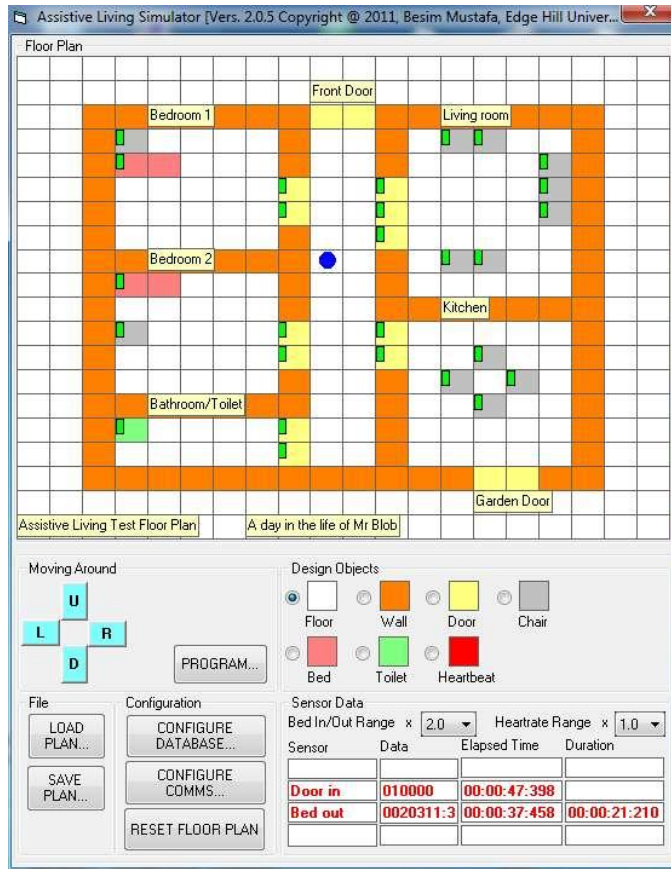 Assistive Living Simulator [Vers. 2.0.5 Copyright @ 2011, Besim Mustafa, Edge Hill Univer...
Floor Plan
Front Door
Bedroom 1
Living room
Bedroom 2
Kitchen
Bathroom/Toilet
Garden Door
Assistive Living Test Floor Plan
A day in the life of Mr Blob
Moving Around
U
L
R
D
PROGRAM...
Design Objects
Floor
Wall
Door
Chair
Bed
Toilet
Heartbeat
File
LOAD
PLAN...
SAVE
PLAN...
Configuration
CONFIGURE
DATABASE...
CONFIGURE
COMMS...
RESET FLOOR PLAN
Sensor Data
Bed In/Out Range x 2.0 Heartrate Range x 1.0
Sensor Data Elapsed Time Duration
Door in 010000 00:00:47:398
Bed out 0020311:3 00:00:37:458 00:00:21:210